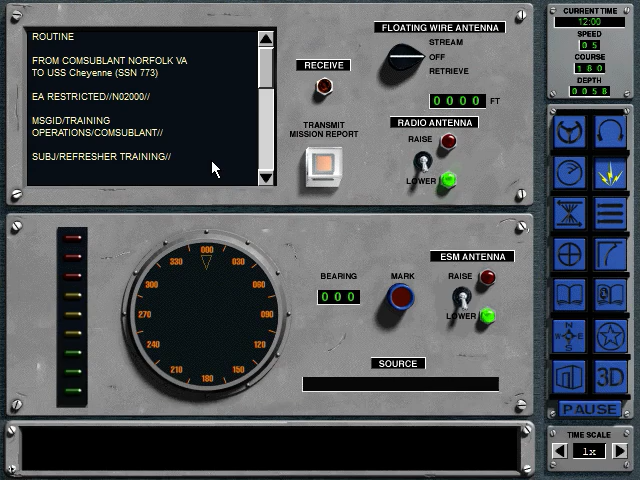 ROUTINE
FROM COMSUBLANT NORFOLK VA
TO USS Cheyenne (SSN 773)
EA RESTRICTED//N02000//
MSGID/TRAINING
OPERATIONS/COMSUBLANT//
SUBJ/REFRESHER TRAINING//
RECEIVE
TRANSMIT
MISSION REPORT
FLOATING WIRE ANTENNA
STREAM
OFF
RETRIEVE
0000 FT
RADIO ANTENNA
RAISE
LOWER
CURRENT TIME
12:00
SPEED
05
COURSE
180
DEPTH
0058
000
030
060
090
120
150
180
210
240
270
300
330
BEARING
000
MARK
ESM ANTENNA
RAISE
LOWER
SOURCE
N
W E
S
3D
PAUSE
TIME SCALE
1x